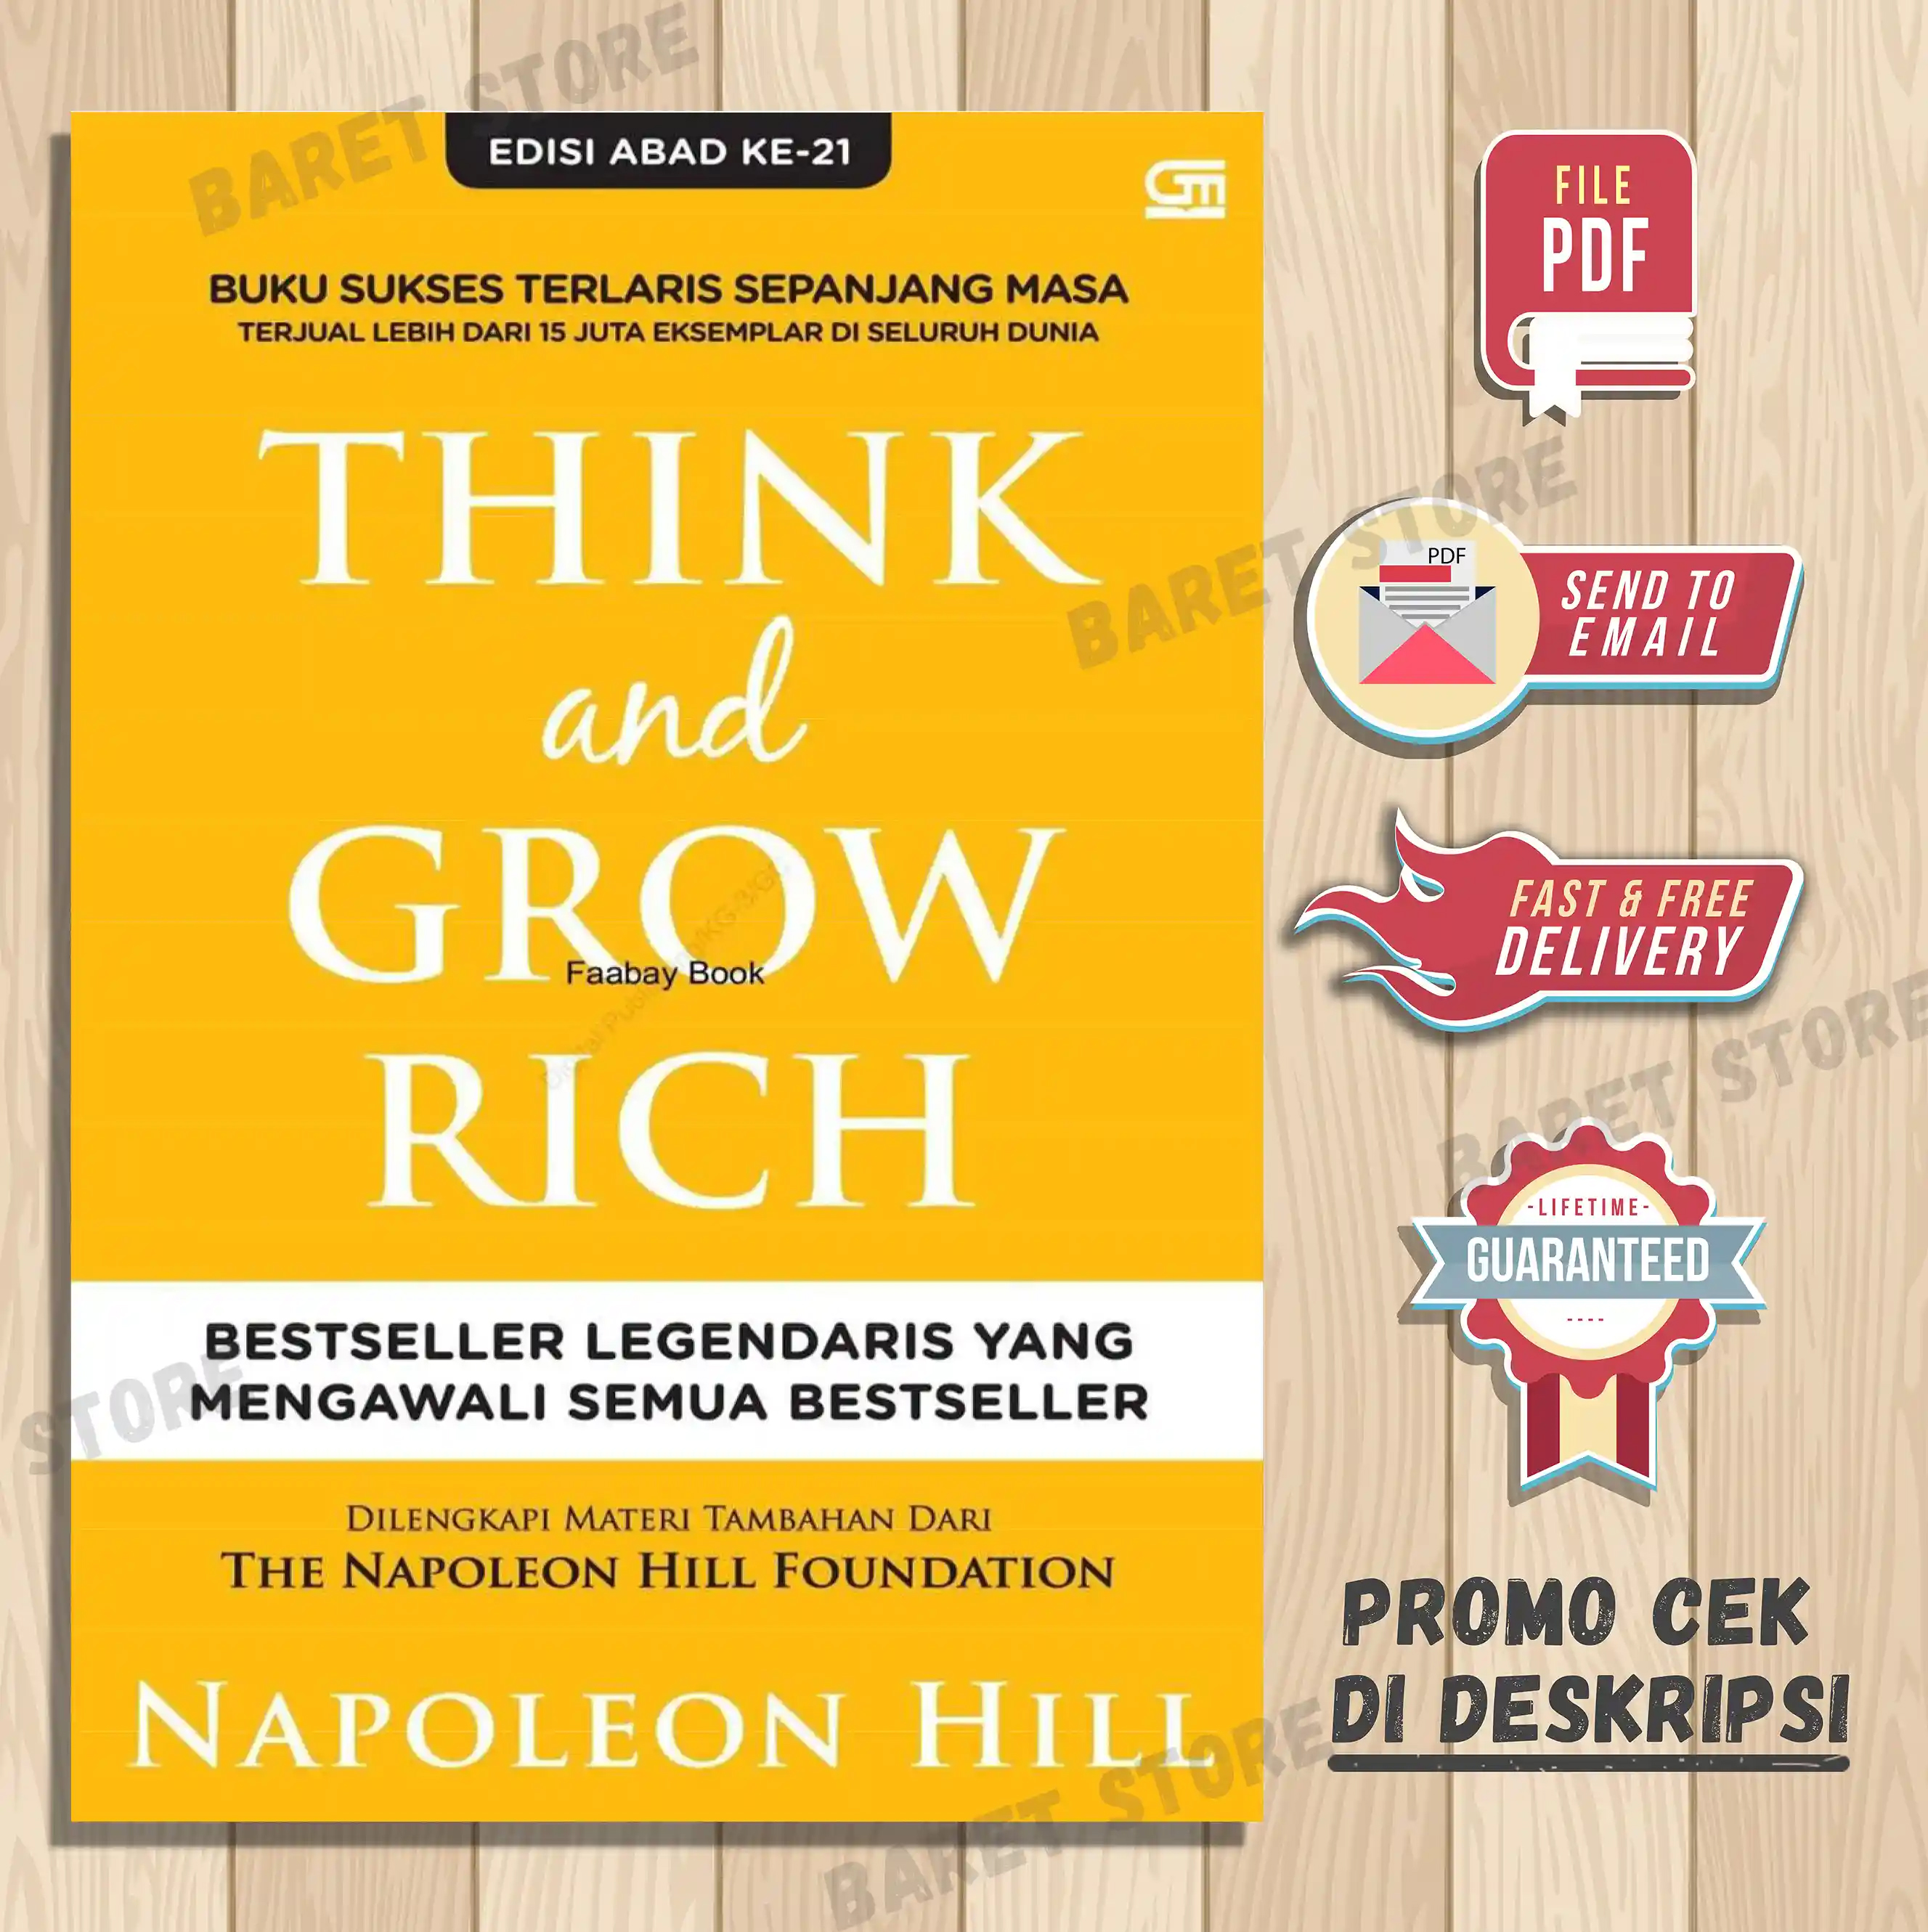 BARET STORE
EDISI ABAD KE-21
GM
BUKU SUKSES TERLARIS SEPANJANG MASA
TERJUAL LEBIH DARI 15 JUTA EKSEMPLAR DI SELURUH DUNIA
THINK
and
GROW
Faabay Book
RICH
BESTSELLER LEGENDARIS YANG
MENGAWALI SEMUA BESTSELLER
STORE
DILENGKAPI MATERI TAMBAHAN DARI
THE NAPOLEON HILL FOUNDATION
NAPOLEON HILL
BARET STORE
FILE
PDF
BARET STORE
PDF
SEND TO
EMAIL
FAST & FREE
DELIVERY
BARET STORE
-LIFETIME-
GUARANTEED
----
PROMO CEK
DI DESKRIPSI